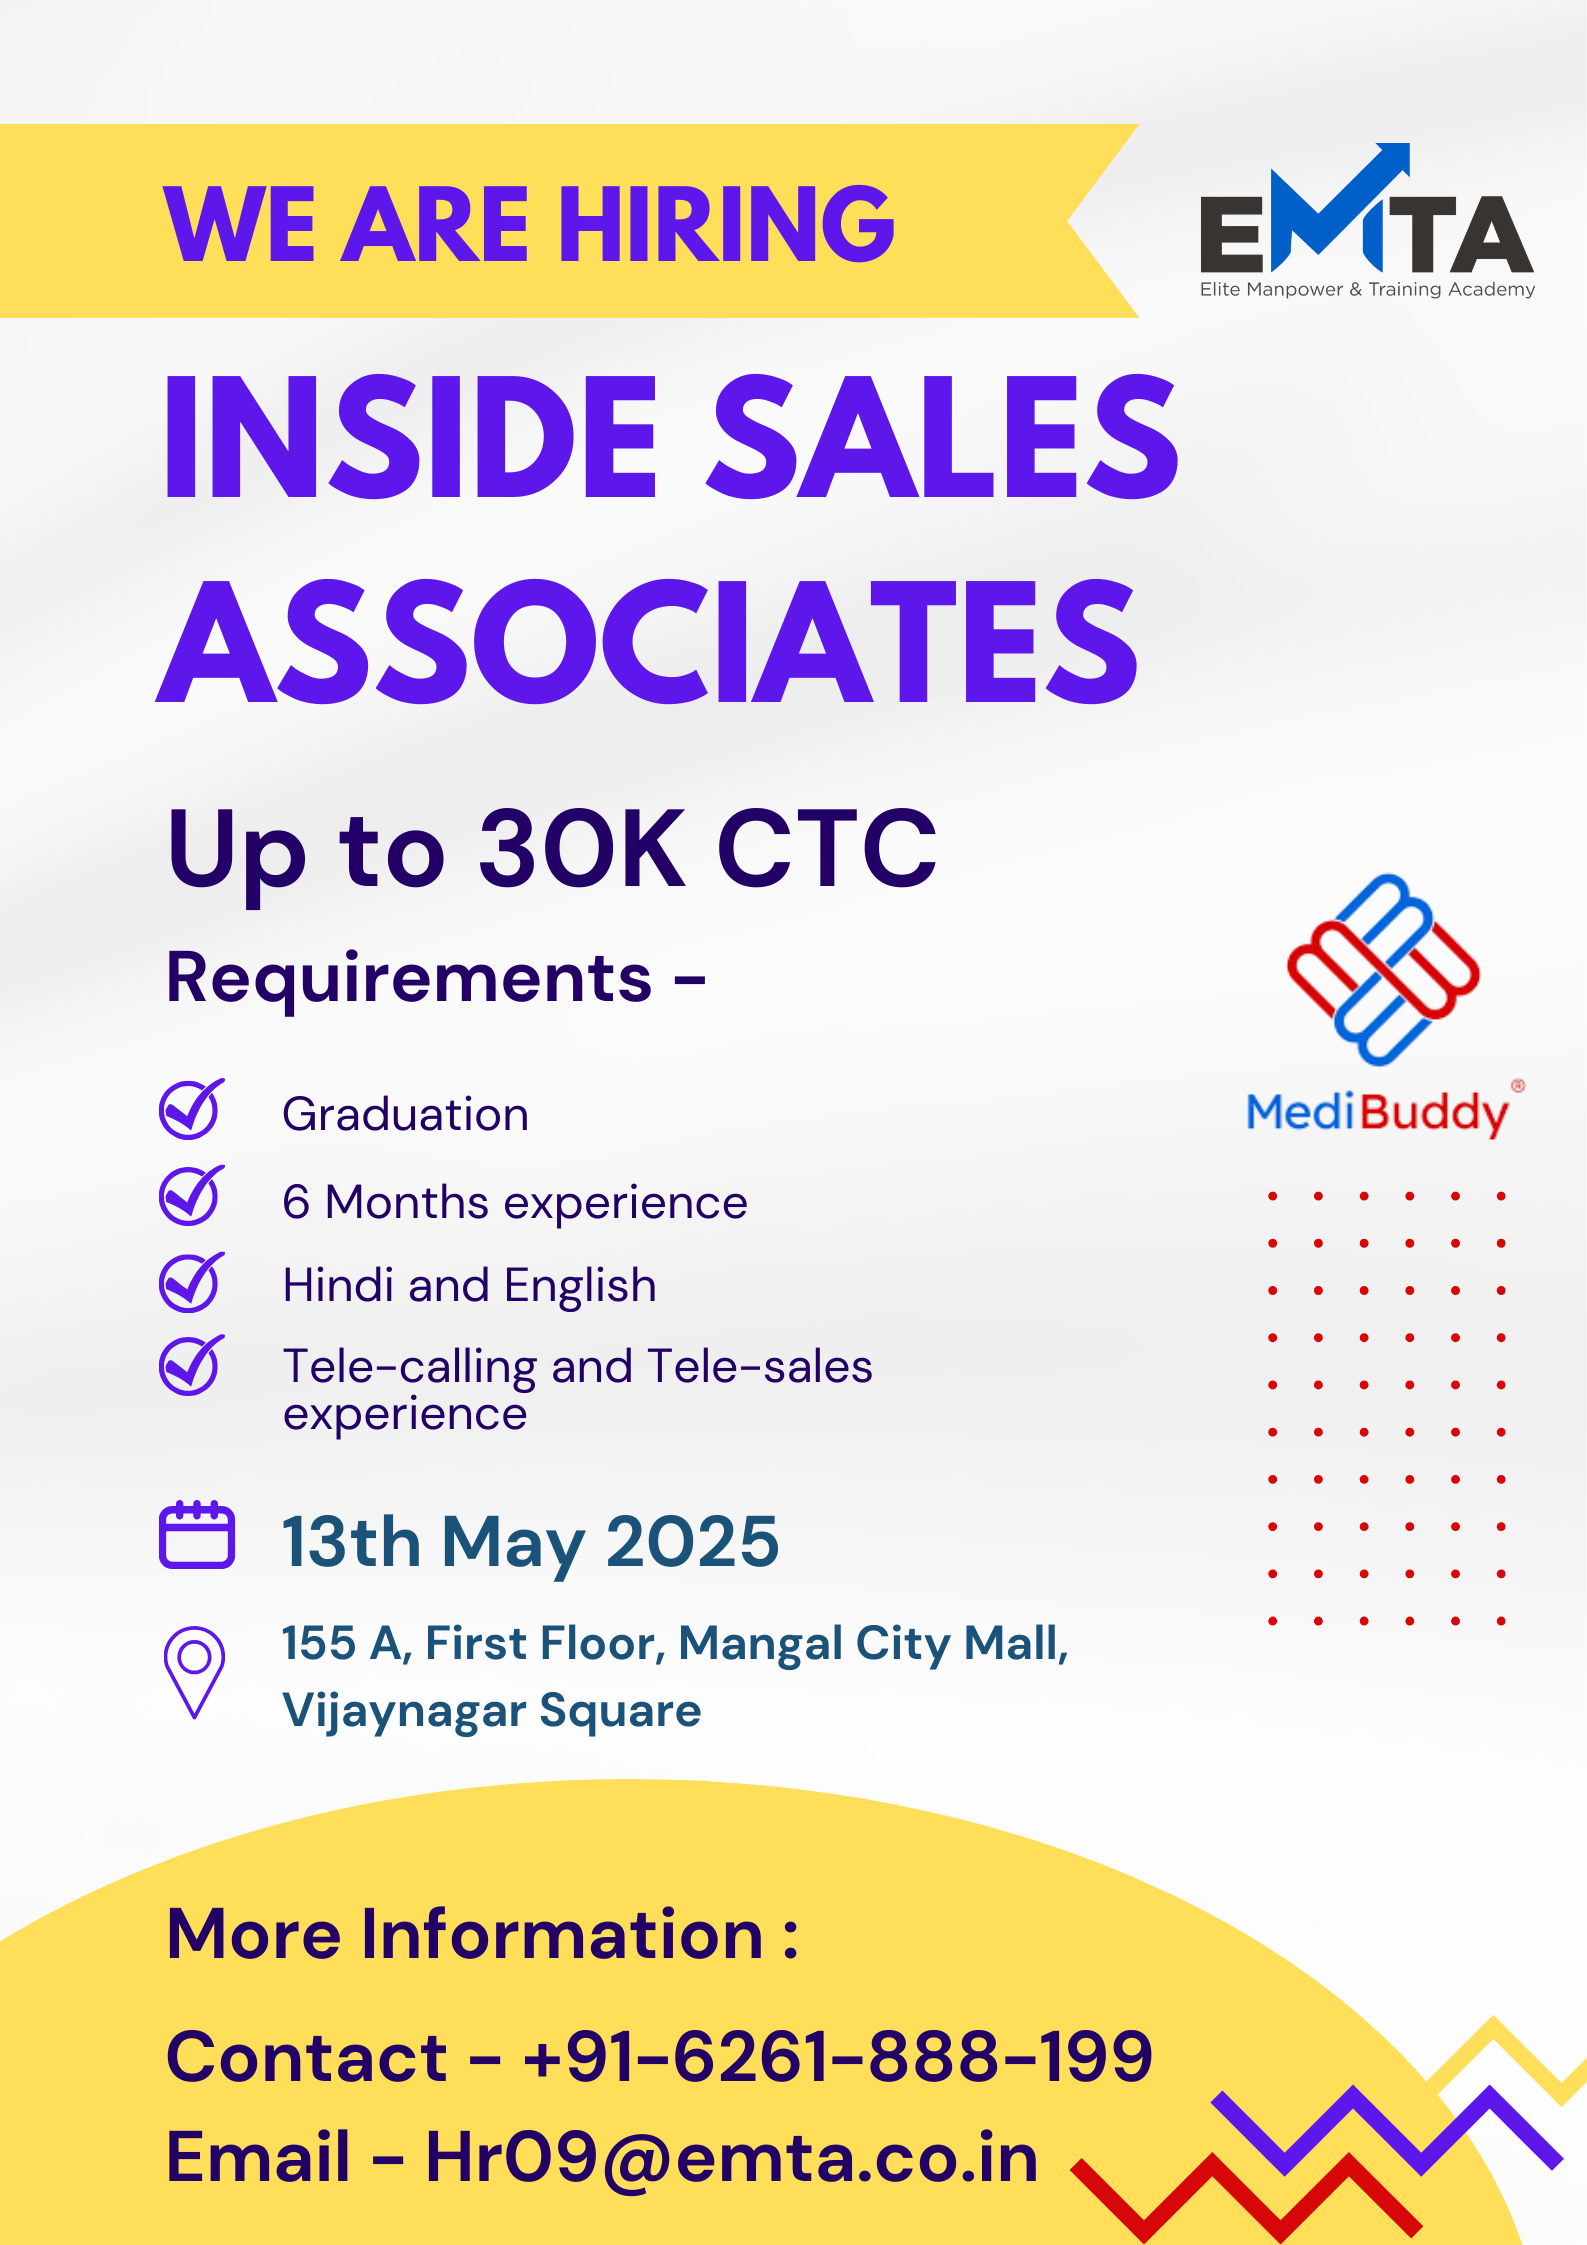 WE ARE HIRING
EMTA
Elite Manpower & Training Academy
INSIDE SALES
ASSOCIATES
Up to 30K CTC
Requirements -
MediBuddy®
Graduation
6 Months experience
Hindi and English
Tele-calling and Tele-sales
experience
13th May 2025
155 A, First Floor, Mangal City Mall,
Vijaynagar Square
More Information :
Contact - +91-6261-888-199
Email - Hr09@emta.co.in